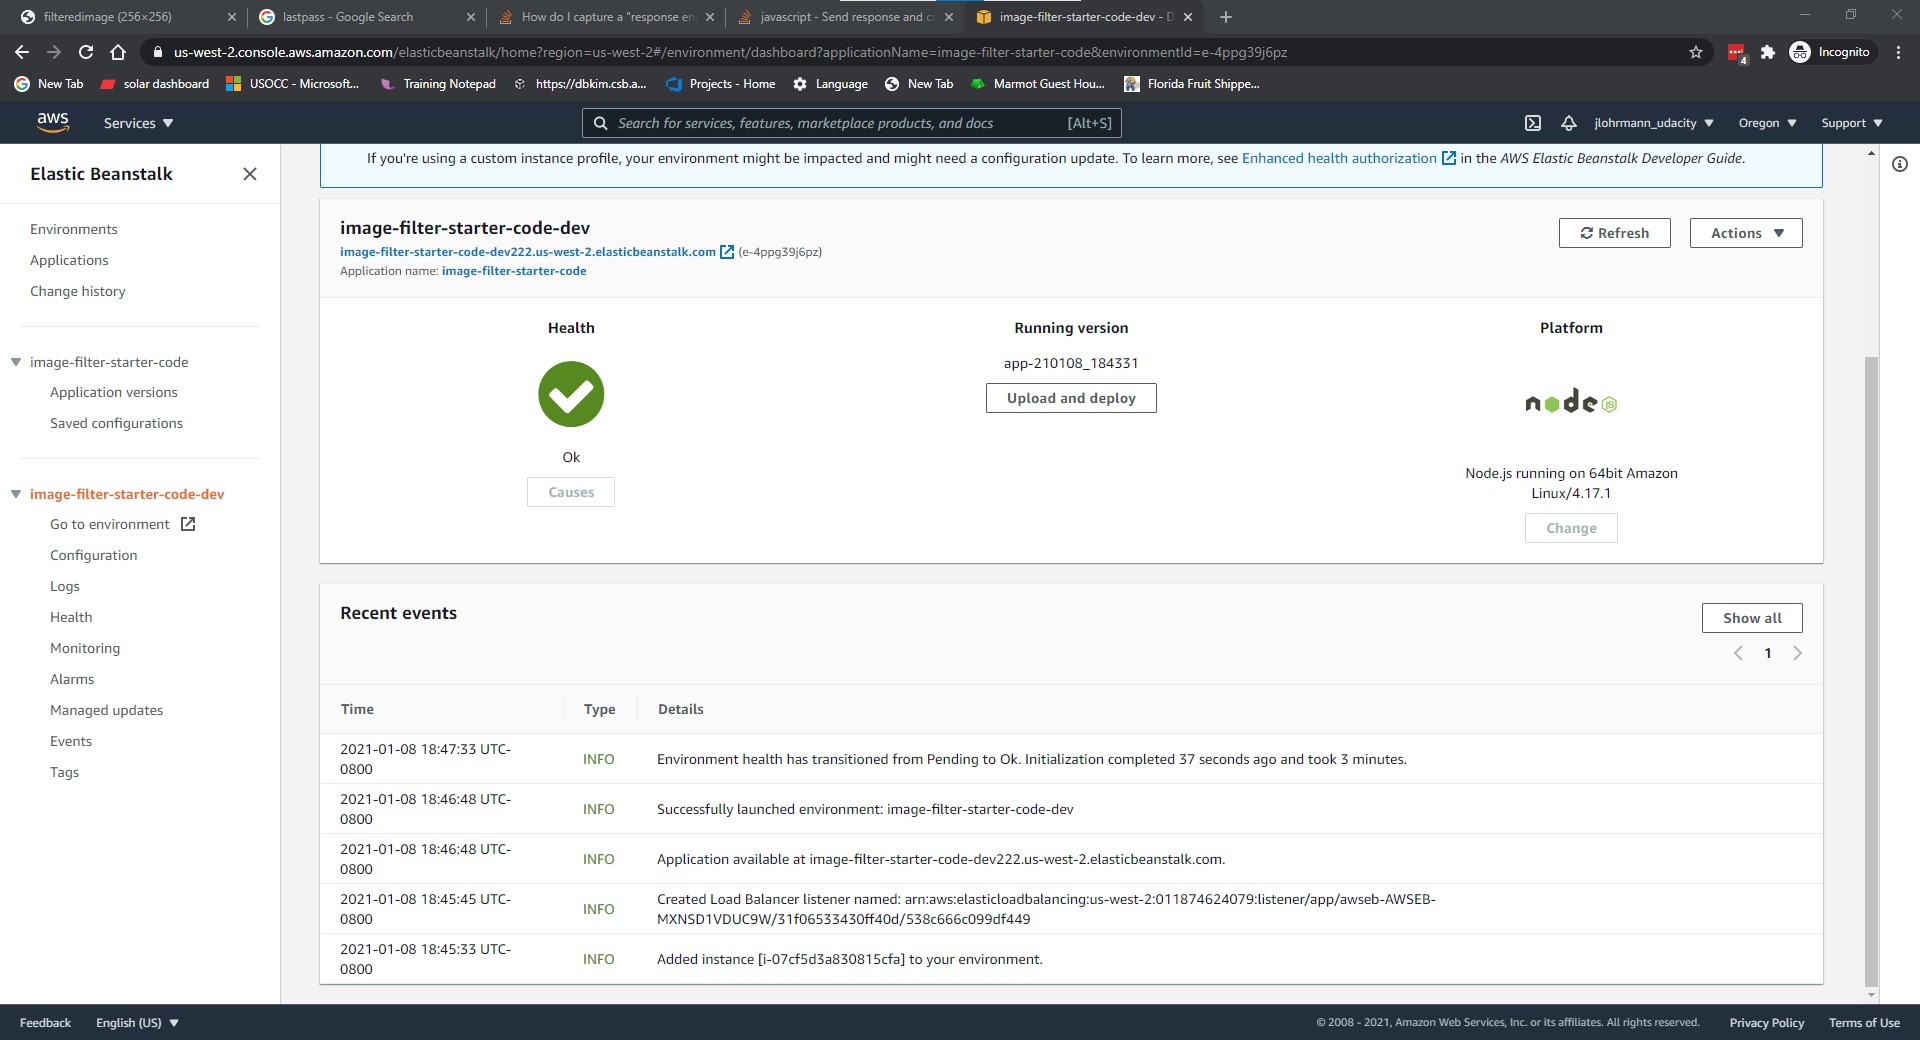 filteredimage (256×256)
lastpass - Google Search
How do I capture a "response en
javascript - Send response and c
image-filter-starter-code-dev - D
us-west-2.console.aws.amazon.com/elasticbeanstalk/home?region=us-west-2#/environment/dashboard?applicationName=image-filter-starter-code&environmentId=e-4ppg39j6pz
4
Incognito
New Tab
solar dashboard
USOCC - Microsoft...
Training Notepad
https://dbkim.csb.a...
Projects - Home
Language
New Tab
Marmot Guest Hou...
Florida Fruit Shippe...
aws
Services
Search for services, features, marketplace products, and docs
[Alt+S]
jlohrmann_udacity
Oregon
Support
Elastic Beanstalk
Environments
Applications
Change history
image-filter-starter-code
Application versions
Saved configurations
image-filter-starter-code-dev
Go to environment
Configuration
Logs
Health
Monitoring
Alarms
Managed updates
Events
Tags
If you're using a custom instance profile, your environment might be impacted and might need a configuration update. To learn more, see Enhanced health authorization in the AWS Elastic Beanstalk Developer Guide.
image-filter-starter-code-dev
image-filter-starter-code-dev222.us-west-2.elasticbeanstalk.com (e-4ppg39j6pz)
Application name: image-filter-starter-code
Refresh
Actions
Health
Ok
Causes
Running version
app-210108_184331
Upload and deploy
Platform
node JS
Node.js running on 64bit Amazon
Linux/4.17.1
Change
Recent events
Show all
1
Time
Type
Details
2021-01-08 18:47:33 UTC-
0800
INFO
Environment health has transitioned from Pending to Ok. Initialization completed 37 seconds ago and took 3 minutes.
2021-01-08 18:46:48 UTC-
0800
INFO
Successfully launched environment: image-filter-starter-code-dev
2021-01-08 18:46:48 UTC-
0800
INFO
Application available at image-filter-starter-code-dev222.us-west-2.elasticbeanstalk.com.
2021-01-08 18:45:45 UTC-
0800
INFO
Created Load Balancer listener named: arn:aws:elasticloadbalancing:us-west-2:011874624079:listener/app/awseb-AWSEB-
MXNSD1VDUC9W/31f06533430ff40d/538c666c099df449
2021-01-08 18:45:33 UTC-
0800
INFO
Added instance [i-07cf5d3a830815cfa] to your environment.
Feedback
English (US)
© 2008 - 2021, Amazon Web Services, Inc. or its affiliates. All rights reserved.
Privacy Policy
Terms of Use